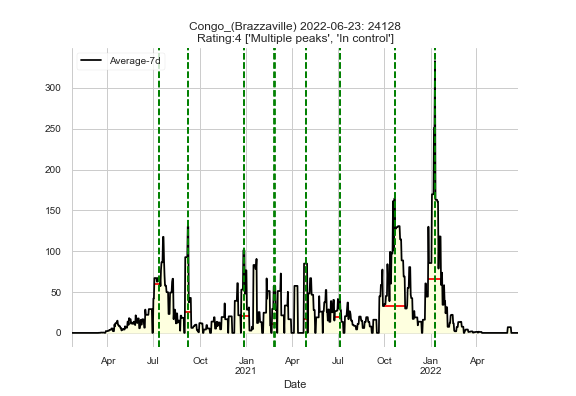 Congo_(Brazzaville) 2022-06-23: 24128
Rating:4 ['Multiple peaks', 'In control']
Average-7d
300
250
200
150
100
50
0
Apr Jul Oct Jan Apr Jul Oct Jan Apr
2021 2022
Date